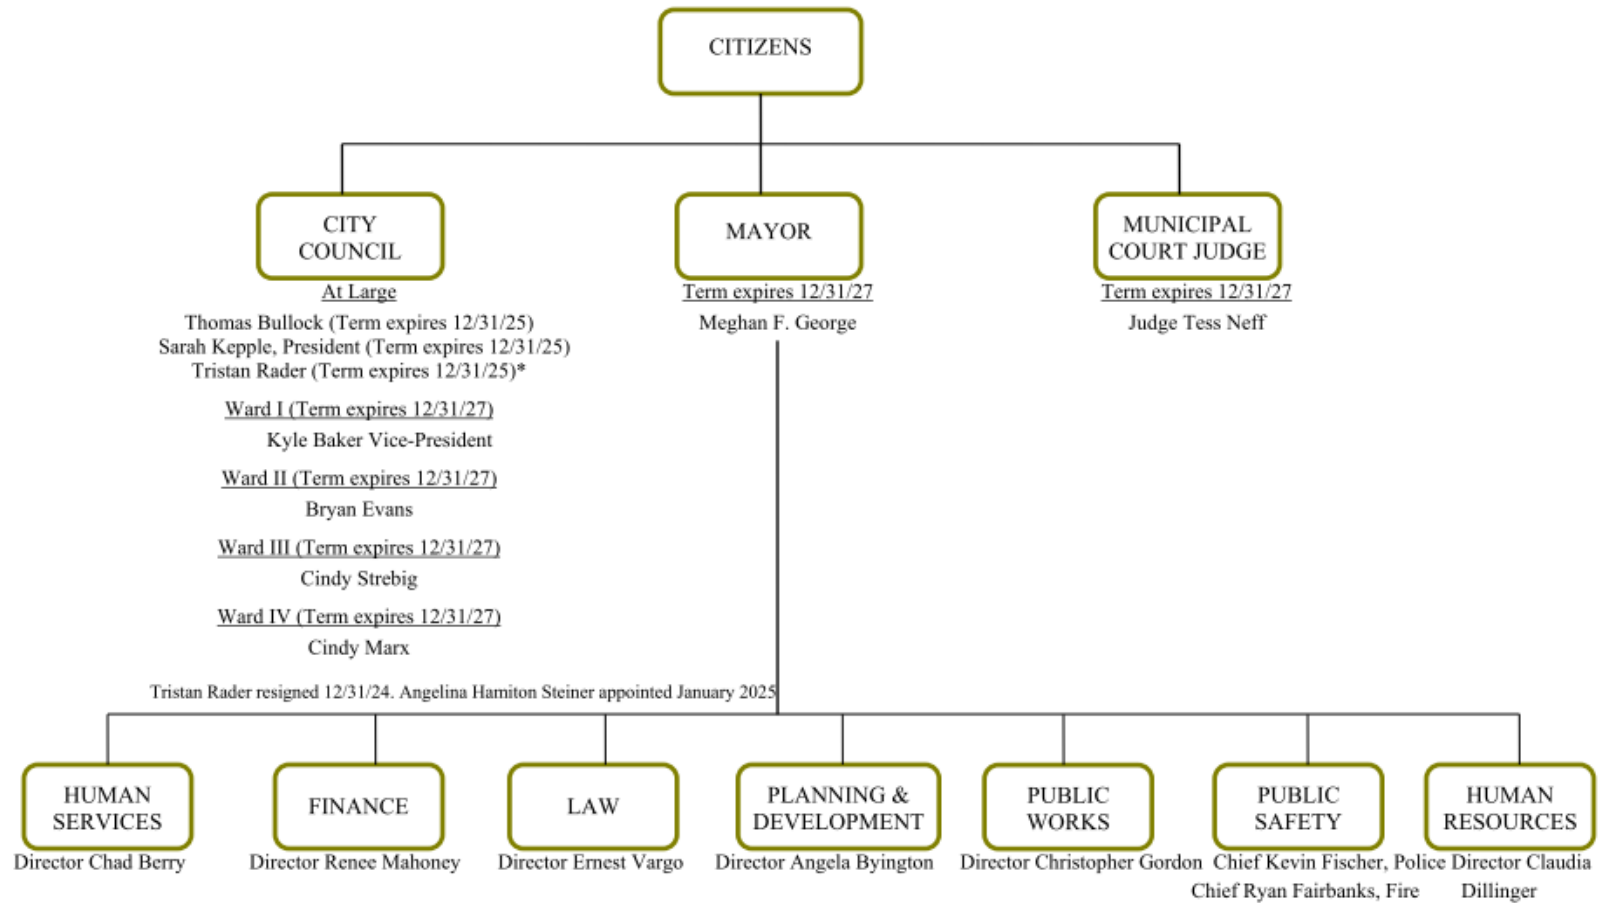 CITIZENS
CITY
COUNCIL
At Large
Thomas Bullock (Term expires 12/31/25)
Sarah Kepple, President (Term expires 12/31/25)
Tristan Rader (Term expires 12/31/25)*
Ward I (Term expires 12/31/27)
Kyle Baker Vice-President
Ward II (Term expires 12/31/27)
Bryan Evans
Ward III (Term expires 12/31/27)
Cindy Strebig
Ward IV (Term expires 12/31/27)
Cindy Marx
MAYOR
Term expires 12/31/27
Meghan F. George
MUNICIPAL
COURT JUDGE
Term expires 12/31/27
Judge Tess Neff
Tristan Rader resigned 12/31/24. Angelina Hamiton Steiner appointed January 2025
HUMAN
SERVICES
Director Chad Berry
FINANCE
Director Renee Mahoney
LAW
Director Ernest Vargo
PLANNING &
DEVELOPMENT
Director Angela Byington
PUBLIC
WORKS
Director Christopher Gordon
PUBLIC
SAFETY
Chief Kevin Fischer, Police
Chief Ryan Fairbanks, Fire
HUMAN
RESOURCES
Director Claudia
Dillinger